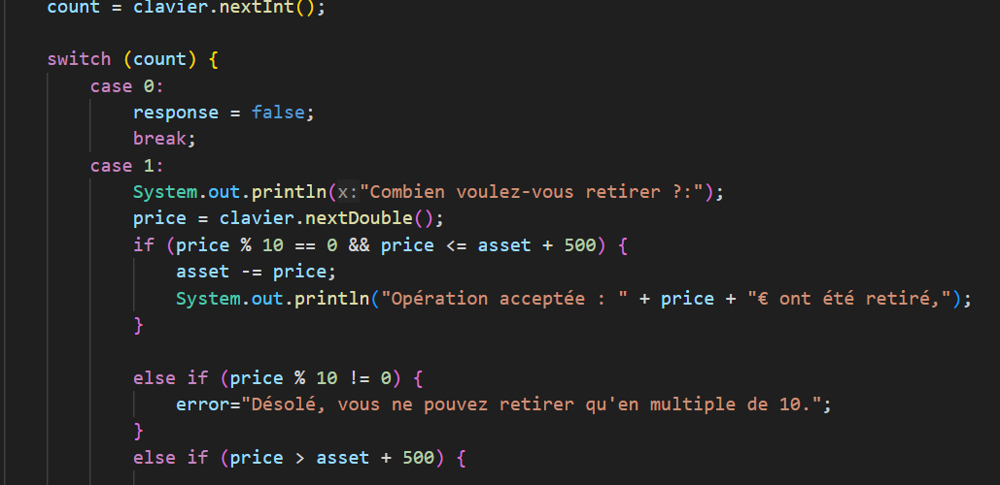 count = clavier.nextInt();
switch (count) {
case 0:
response = false;
break;
case 1:
System.out.println(x:"Combien voulez-vous retirer ?:");
price = clavier.nextDouble();
if (price % 10 == 0 && price <= asset + 500) {
asset -= price;
System.out.println("Opération acceptée : " + price + "€ ont été retiré,");
}
else if (price % 10 != 0) {
error="Désolé, vous ne pouvez retirer qu'en multiple de 10.";
}
else if (price > asset + 500) {